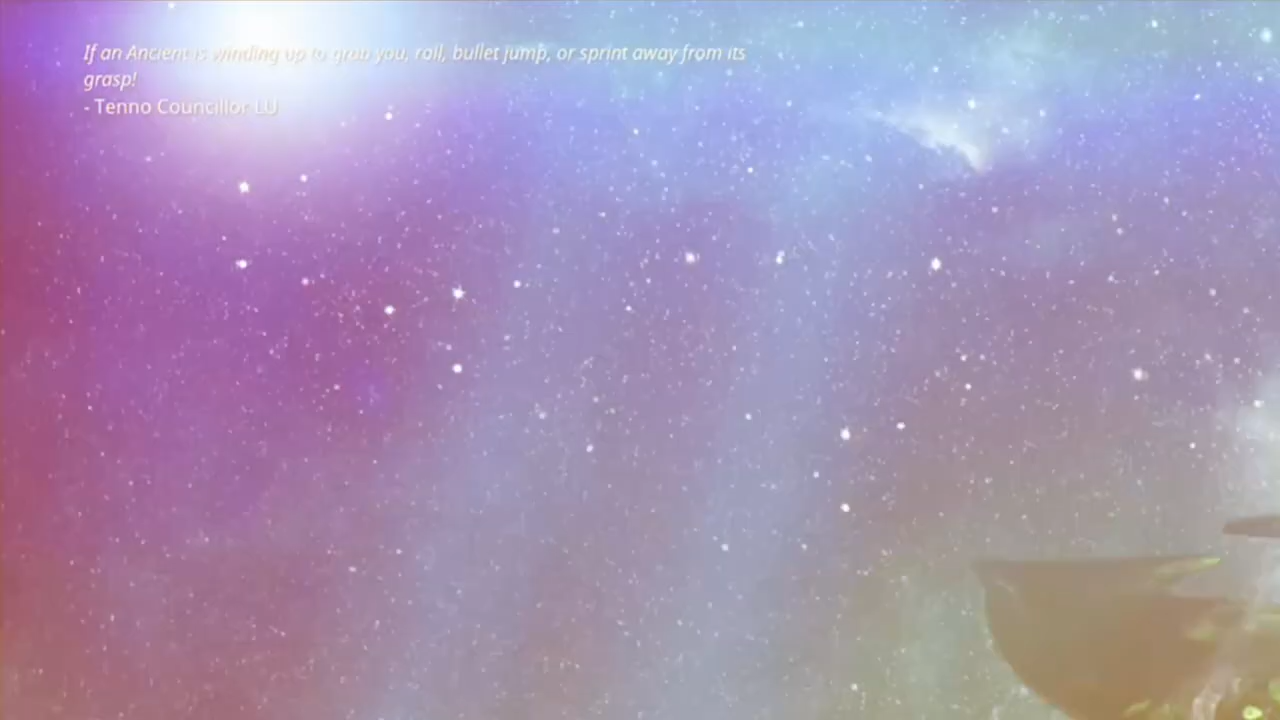 If an Ancient is winding up to grab you, roll, bullet jump, or sprint away from its
grasp!
- Tenno Councillor LU